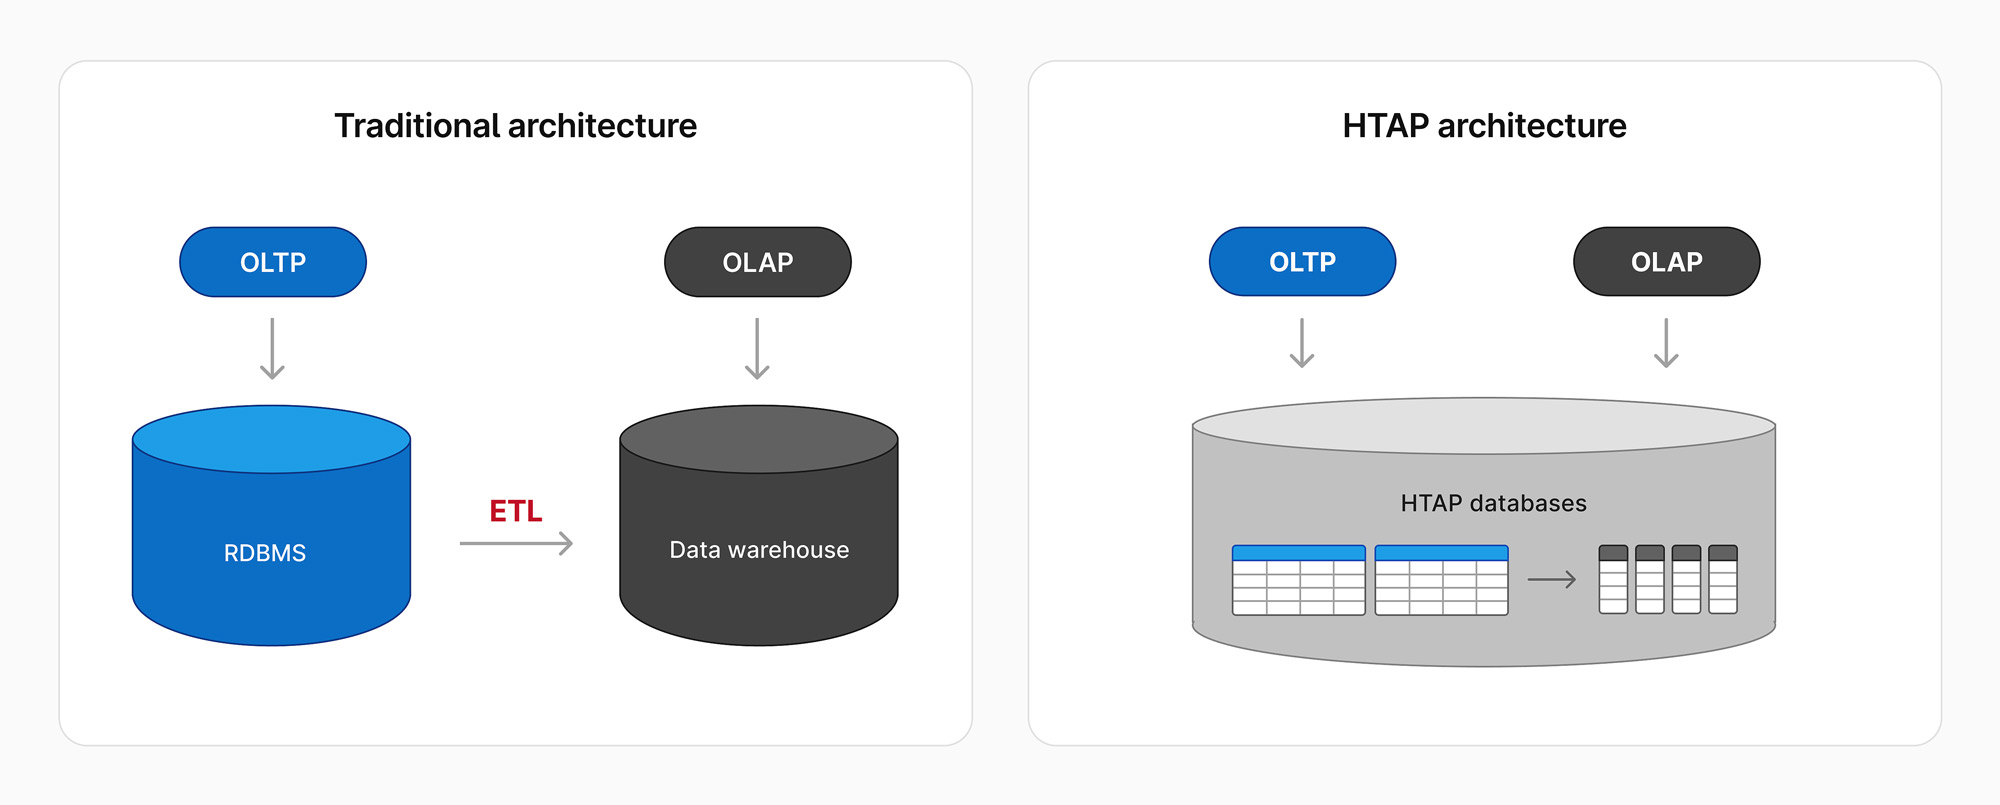 Traditional architecture
OLTP
OLAP
RDBMS
ETL
Data warehouse
HTAP architecture
OLTP
OLAP
HTAP databases